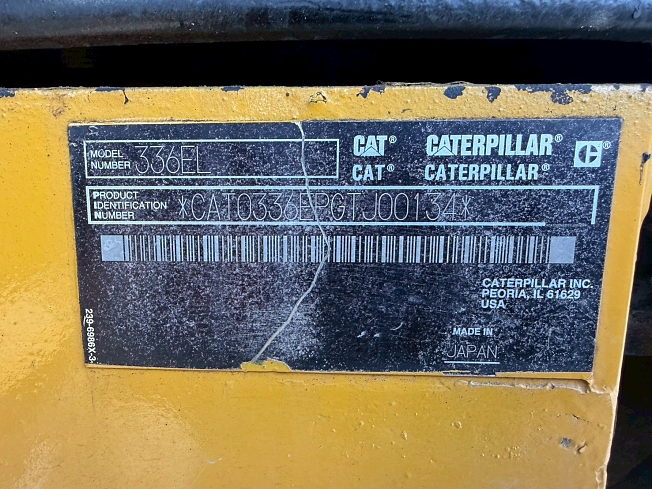 MODEL NUMBER 336EL
CAT® CATERPILLAR®
CAT® CATERPILLAR®
PRODUCT IDENTIFICATION NUMBER *CAT0336EPGTJ00134*
CATERPILLAR INC.
PEORIA, IL 61629
USA
MADE IN
JAPAN
239-6986X-3